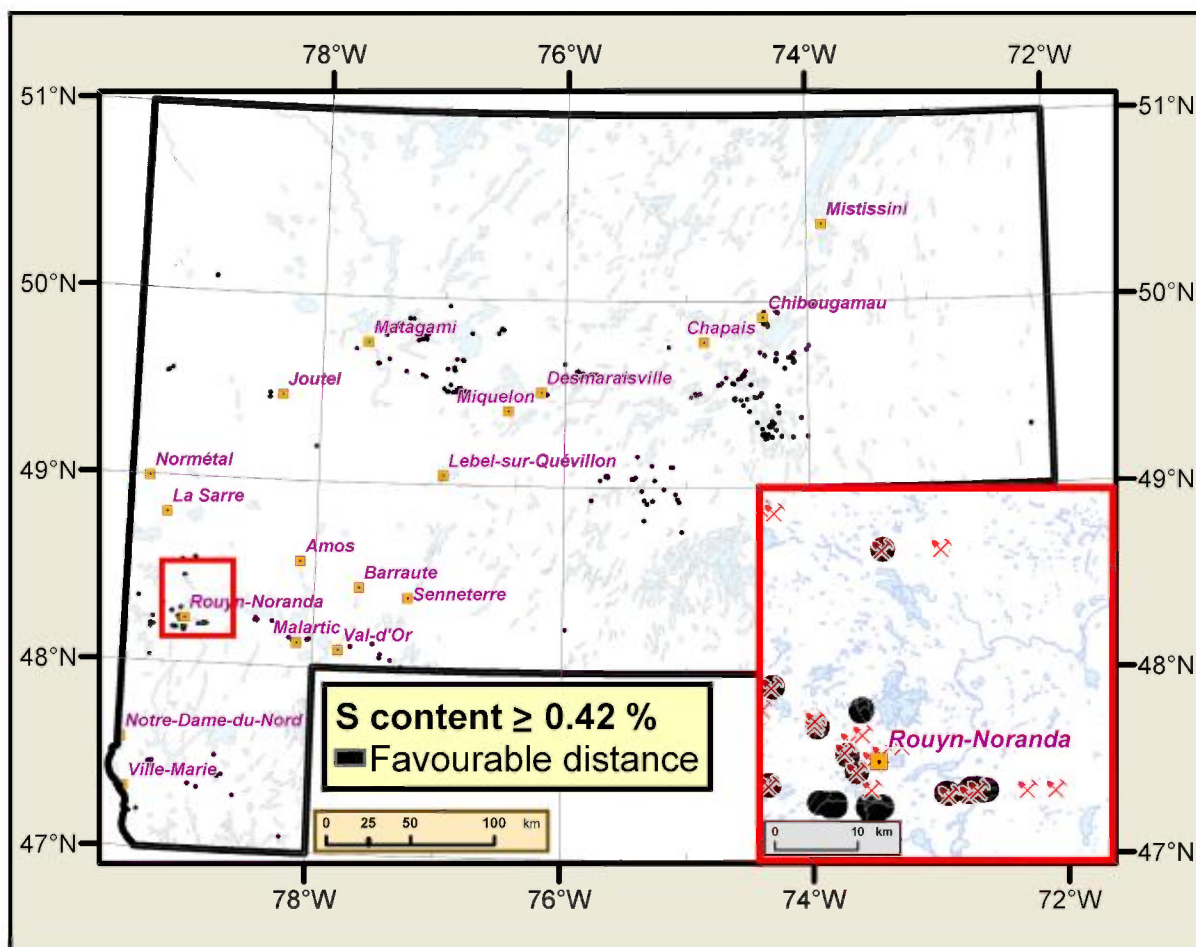 78°W 76°W 74°W 72°W
51°N 51°N
Mistissini
50°N 50°N
Chibougamau
Matagami Chapais
Joutel Desmaraisville
Miquelon
49°N Normétal Lebel-sur-Quévillon 49°N
La Sarre
Amos
Barraute
Rouyn-Noranda Senneterre
Malartic Val-d'Or
48°N 48°N
Notre-Dame-du-Nord
S content ≥ 0.42 %
Rouyn-Noranda
Favourable distance
Ville-Marie
0 25 50 100 km
0 10 km
47°N 47°N
78°W 76°W 74°W 72°W